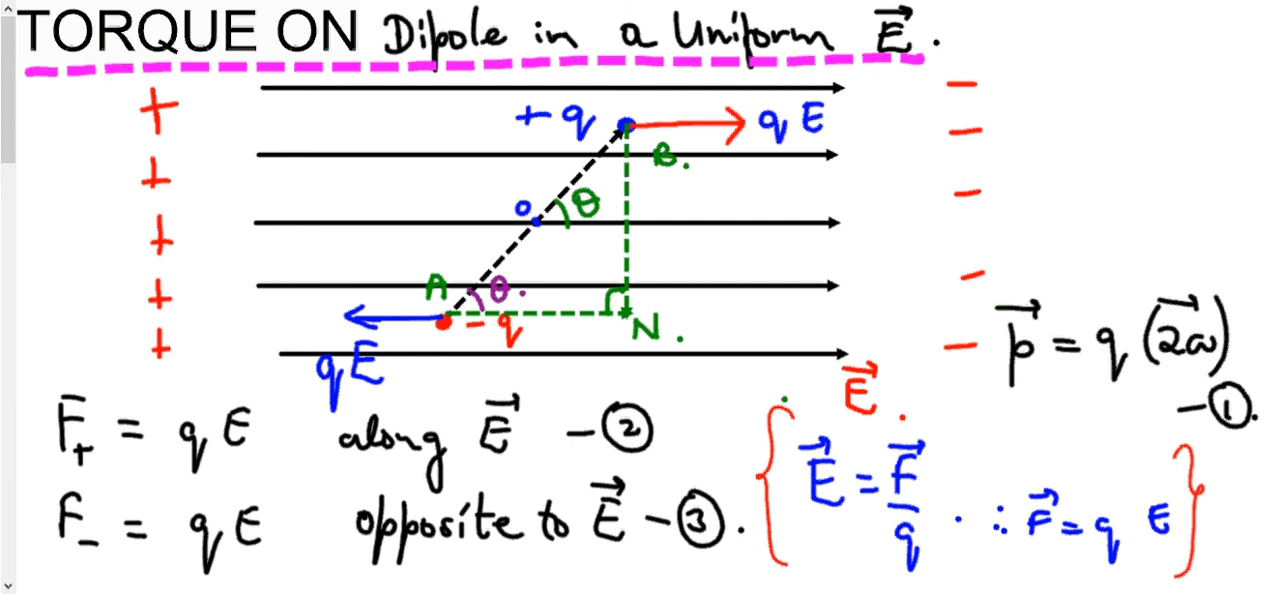 TORQUE ON Dipole in a Uniform E⃗.
+ q qE
B.
o θ
A θ.
- q N.
qE
E⃗.
p⃗ = q (2a⃗)
-①.
F₊ = qE along E⃗ -②
F₋ = qE opposite to E⃗ -③.
{ E⃗ = F⃗/q . ∴ F⃗ = q E }